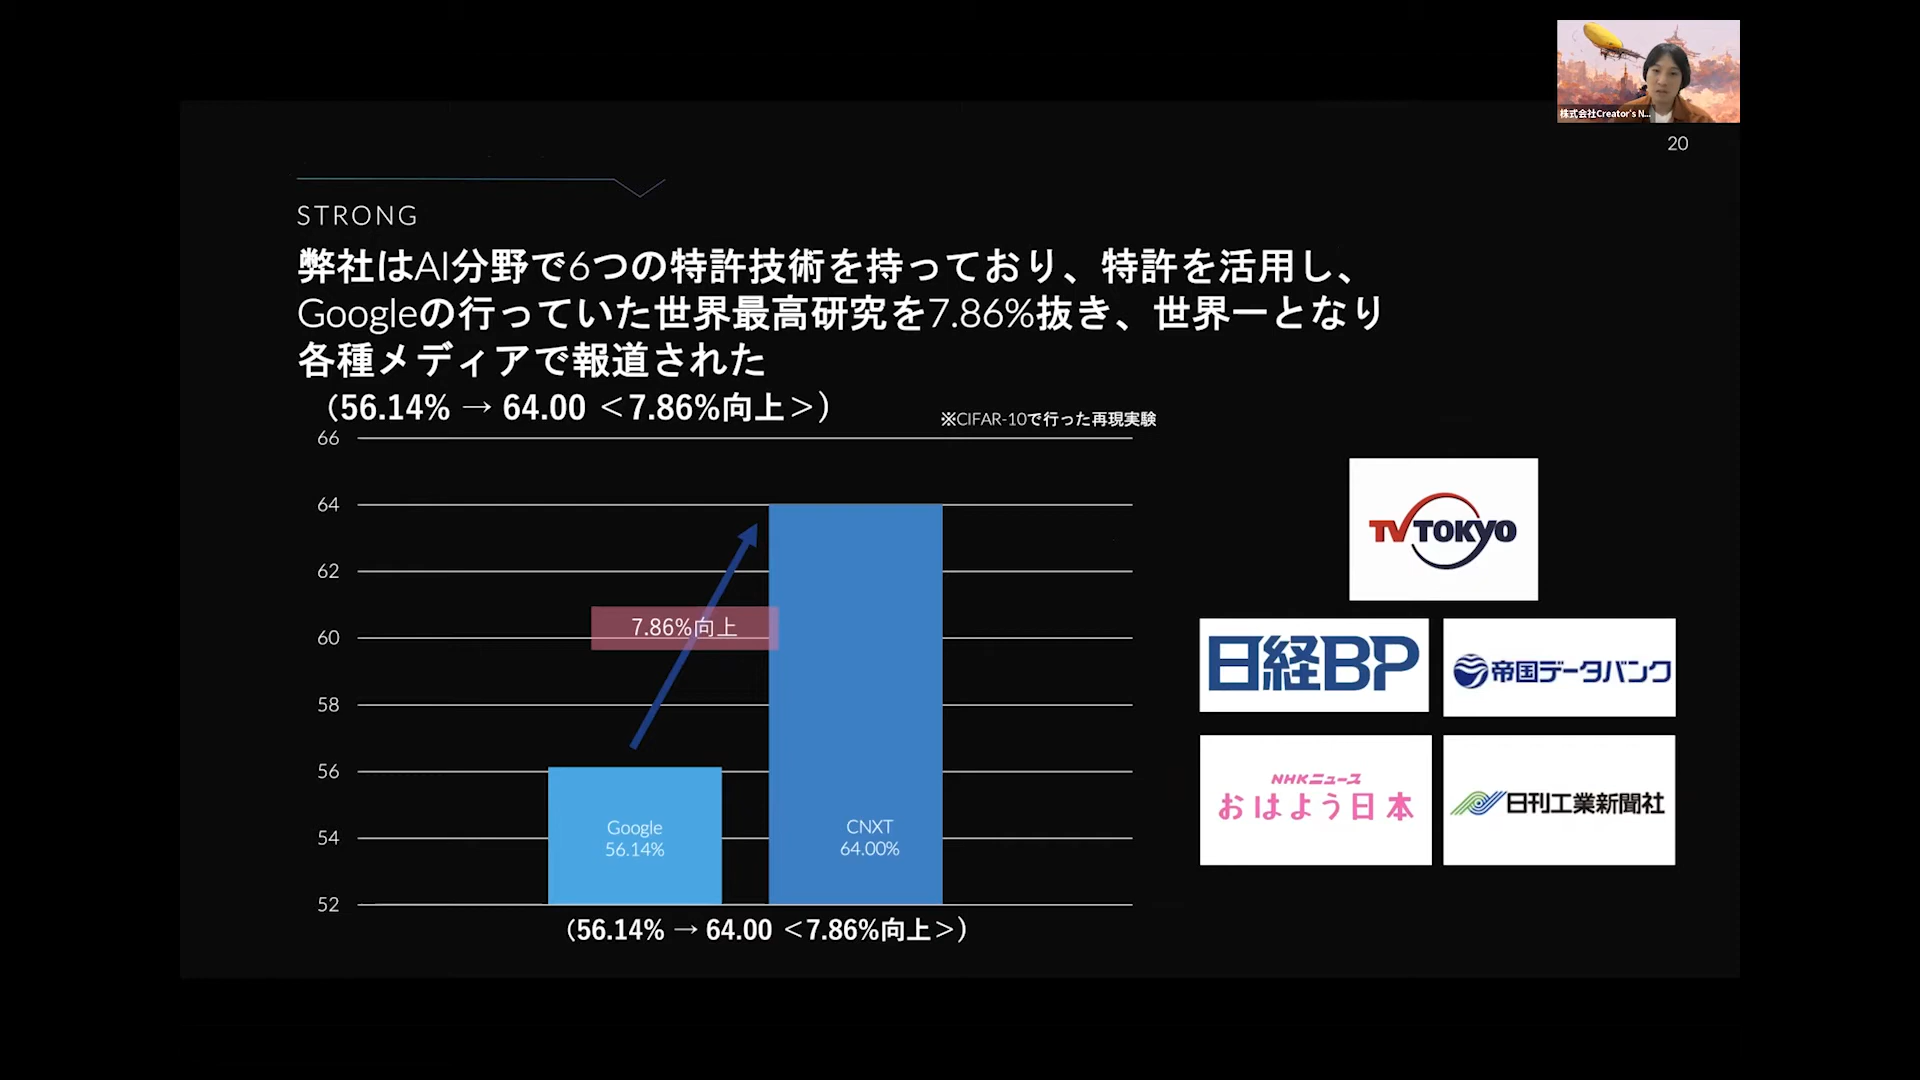 株式会社Creator's N...
20
STRONG
弊社はAI分野で6つの特許技術を持っており、特許を活用し、
Googleの行っていた世界最高研究を7.86%抜き、世界一となり
各種メディアで報道された
（56.14% → 64.00 ＜7.86%向上＞）
※CIFAR-10で行った再現実験
66
64
62
60
58
56
54
52
7.86%向上
Google
56.14%
CNXT
64.00%
（56.14% → 64.00 ＜7.86%向上＞）
TV TOKYO
日経BP
帝国データバンク
NHKニュース
おはよう日本
日刊工業新聞社